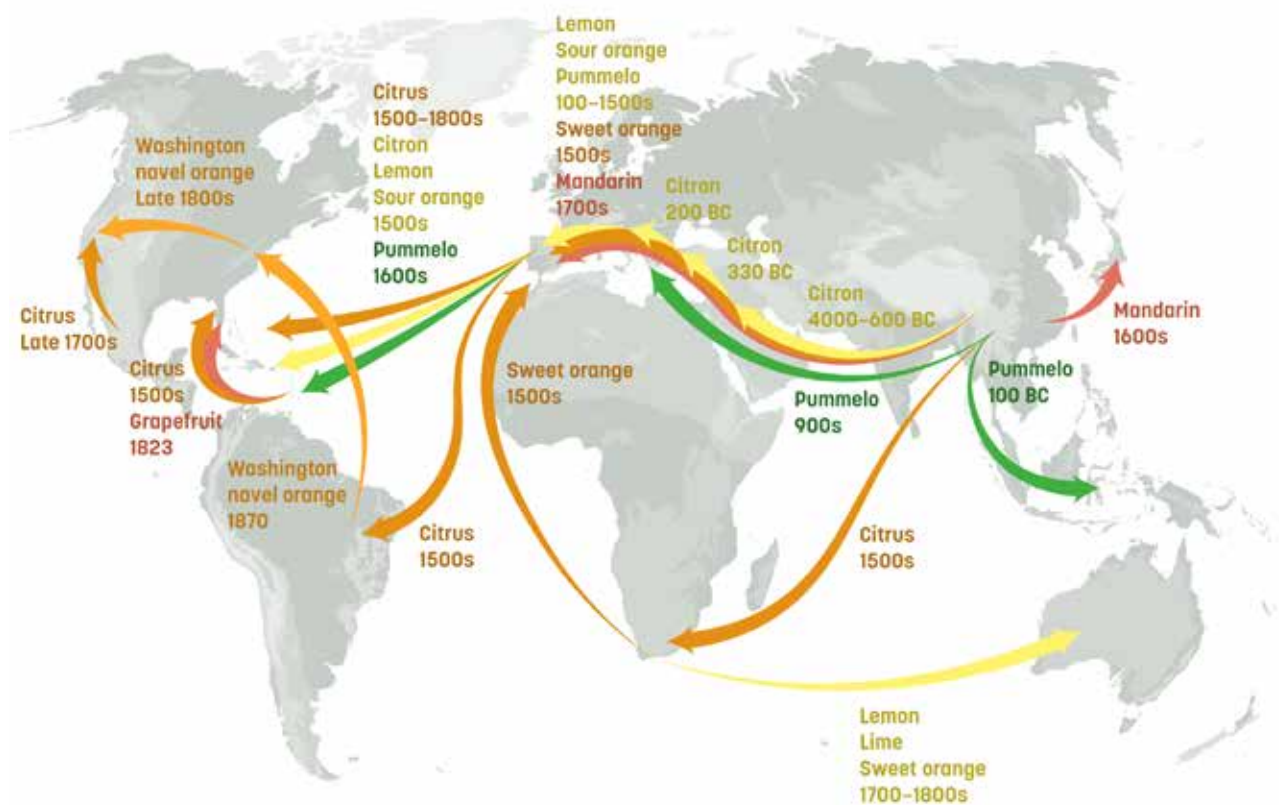 Lemon
Sour orange
Pummelo
100–1500s
Sweet orange
1500s
Mandarin
1700s
Citrus
1500–1800s
Citron
Lemon
Sour orange
1500s
Pummelo
1600s
Washington
navel orange
Late 1800s
Citron
200 BC
Citron
330 BC
Citron
4000–600 BC
Mandarin
1600s
Citrus
Late 1700s
Citrus
1500s
Grapefruit
1823
Sweet orange
1500s
Pummelo
900s
Pummelo
100 BC
Washington
navel orange
1870
Citrus
1500s
Citrus
1500s
Lemon
Lime
Sweet orange
1700–1800s